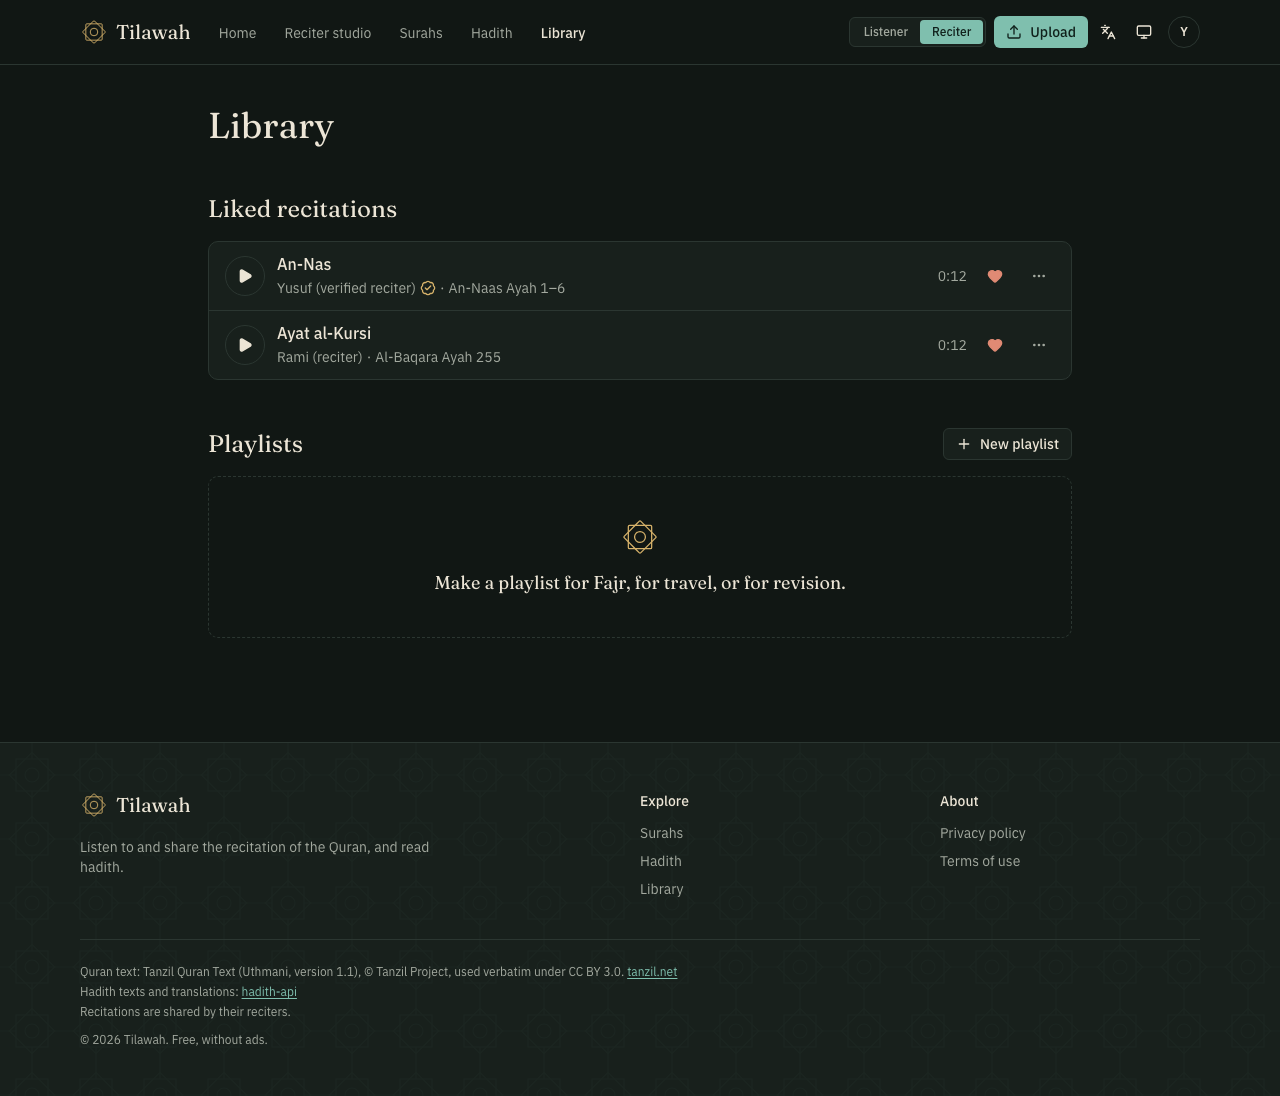 Tilawah
Home
Reciter studio
Surahs
Hadith
Library
Listener
Reciter
Upload
Y
Library
Liked recitations
An-Nas
Yusuf (verified reciter) · An-Naas Ayah 1–6
0:12
Ayat al-Kursi
Rami (reciter) · Al-Baqara Ayah 255
0:12
Playlists
New playlist
Make a playlist for Fajr, for travel, or for revision.
Tilawah
Listen to and share the recitation of the Quran, and read
hadith.
Explore
Surahs
Hadith
Library
About
Privacy policy
Terms of use
Quran text: Tanzil Quran Text (Uthmani, version 1.1), © Tanzil Project, used verbatim under CC BY 3.0. tanzil.net
Hadith texts and translations: hadith-api
Recitations are shared by their reciters.
© 2026 Tilawah. Free, without ads.